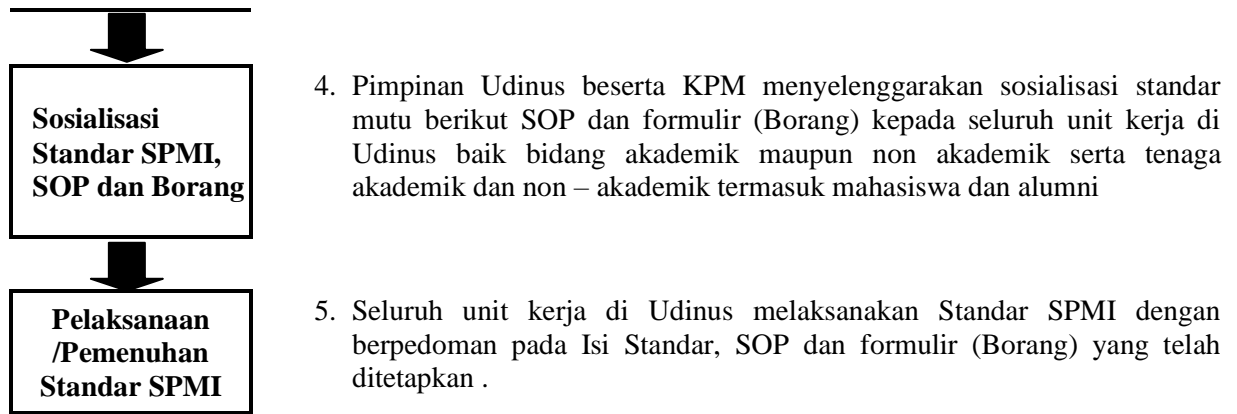 Sosialisasi
Standar SPMI,
SOP dan Borang
4. Pimpinan Udinus beserta KPM menyelenggarakan sosialisasi standar
mutu berikut SOP dan formulir (Borang) kepada seluruh unit kerja di
Udinus baik bidang akademik maupun non akademik serta tenaga
akademik dan non – akademik termasuk mahasiswa dan alumni
Pelaksanaan
/Pemenuhan
Standar SPMI
5. Seluruh unit kerja di Udinus melaksanakan Standar SPMI dengan
berpedoman pada Isi Standar, SOP dan formulir (Borang) yang telah
ditetapkan .